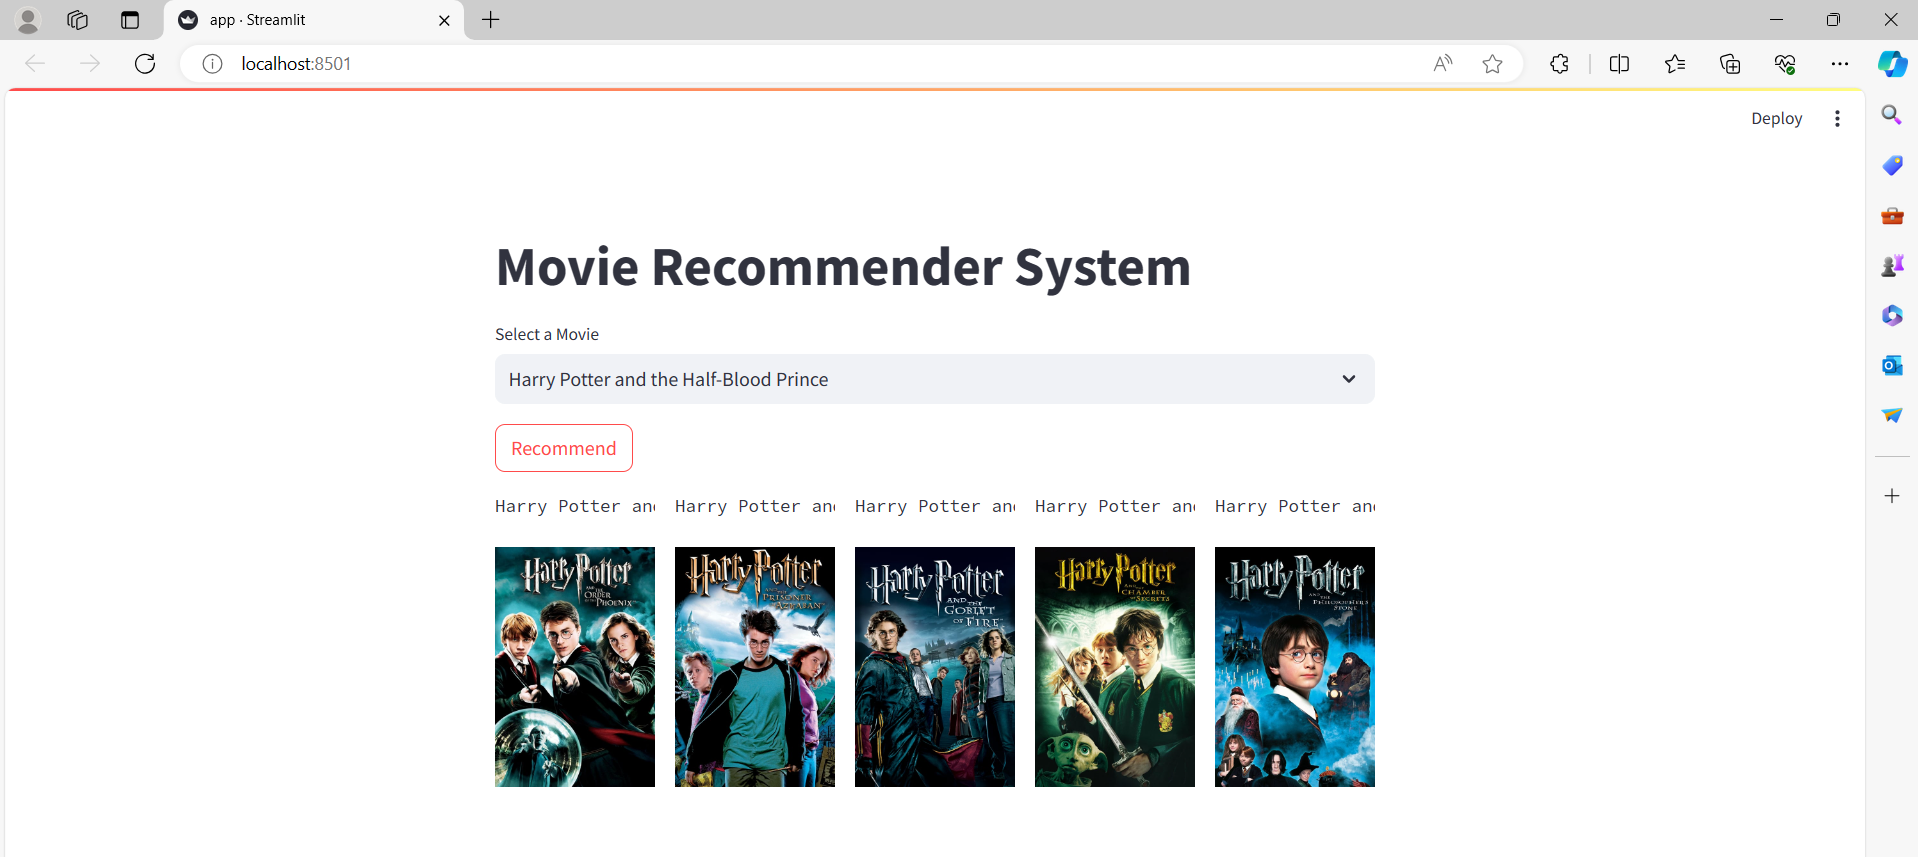 app · Streamlit
localhost:8501
Deploy
Movie Recommender System
Select a Movie
Harry Potter and the Half-Blood Prince
Recommend
Harry Potter an Harry Potter an Harry Potter an Harry Potter an Harry Potter an
Harry Potter
AND THE
ORDER
OF THE PHOENIX
Harry Potter
AND THE
PRISONER
OF AZKABAN
Harry Potter
AND THE
GOBLET
OF FIRE
Harry Potter
AND THE
CHAMBER
OF SECRETS
Harry Potter
AND THE
PHILOSOPHER'S
STONE